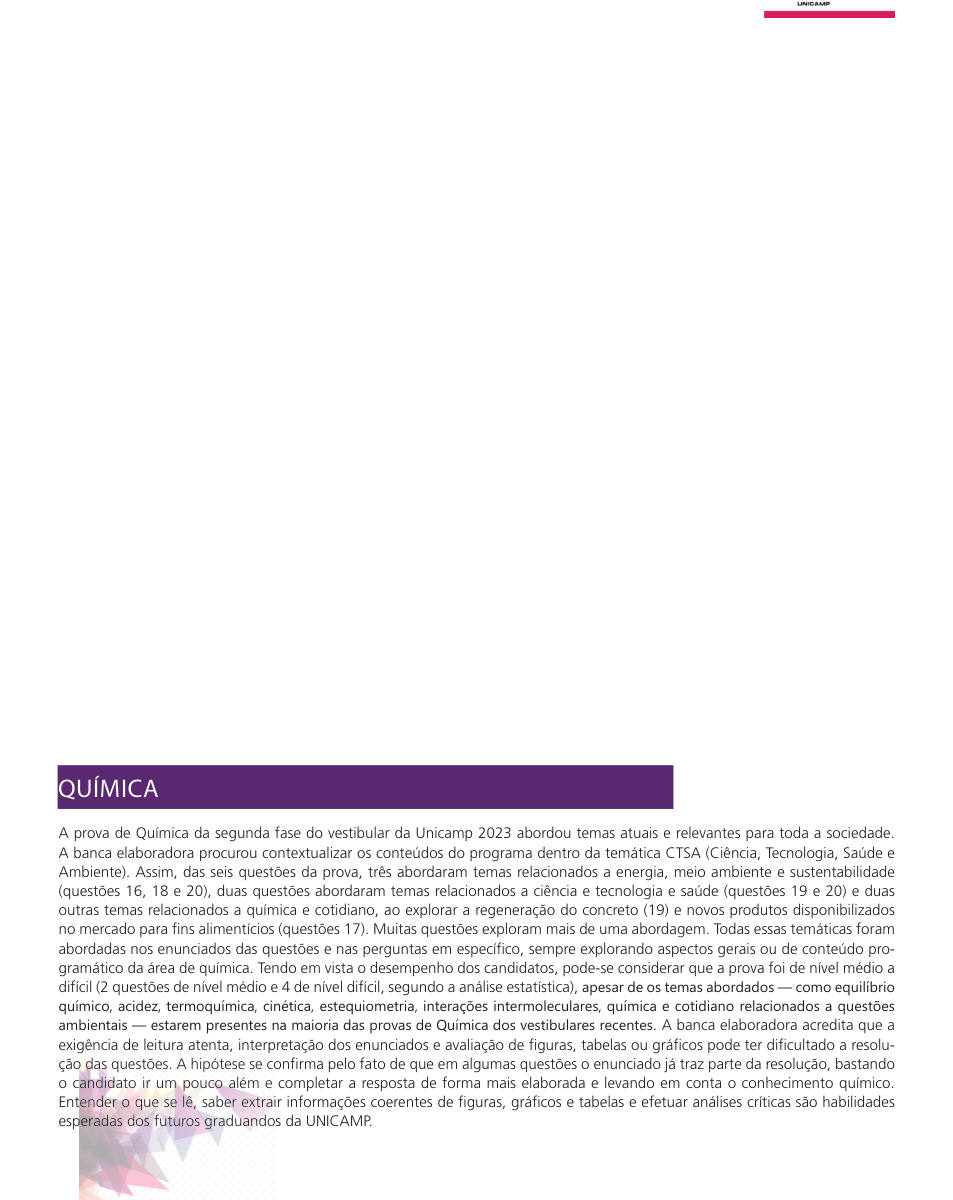 UNICAMP
QUÍMICA
A prova de Química da segunda fase do vestibular da Unicamp 2023 abordou temas atuais e relevantes para toda a sociedade.
A banca elaboradora procurou contextualizar os conteúdos do programa dentro da temática CTSA (Ciência, Tecnologia, Saúde e
Ambiente). Assim, das seis questões da prova, três abordaram temas relacionados a energia, meio ambiente e sustentabilidade
(questões 16, 18 e 20), duas questões abordaram temas relacionados a ciência e tecnologia e saúde (questões 19 e 20) e duas
outras temas relacionados a química e cotidiano, ao explorar a regeneração do concreto (19) e novos produtos disponibilizados
no mercado para fins alimentícios (questões 17). Muitas questões exploram mais de uma abordagem. Todas essas temáticas foram
abordadas nos enunciados das questões e nas perguntas em específico, sempre explorando aspectos gerais ou de conteúdo pro-
gramático da área de química. Tendo em vista o desempenho dos candidatos, pode-se considerar que a prova foi de nível médio a
difícil (2 questões de nível médio e 4 de nível difícil, segundo a análise estatística), apesar de os temas abordados — como equilíbrio
químico, acidez, termoquímica, cinética, estequiometria, interações intermoleculares, química e cotidiano relacionados a questões
ambientais — estarem presentes na maioria das provas de Química dos vestibulares recentes. A banca elaboradora acredita que a
exigência de leitura atenta, interpretação dos enunciados e avaliação de figuras, tabelas ou gráficos pode ter dificultado a resolu-
ção das questões. A hipótese se confirma pelo fato de que em algumas questões o enunciado já traz parte da resolução, bastando
o candidato ir um pouco além e completar a resposta de forma mais elaborada e levando em conta o conhecimento químico.
Entender o que se lê, saber extrair informações coerentes de figuras, gráficos e tabelas e efetuar análises críticas são habilidades
esperadas dos futuros graduandos da UNICAMP.